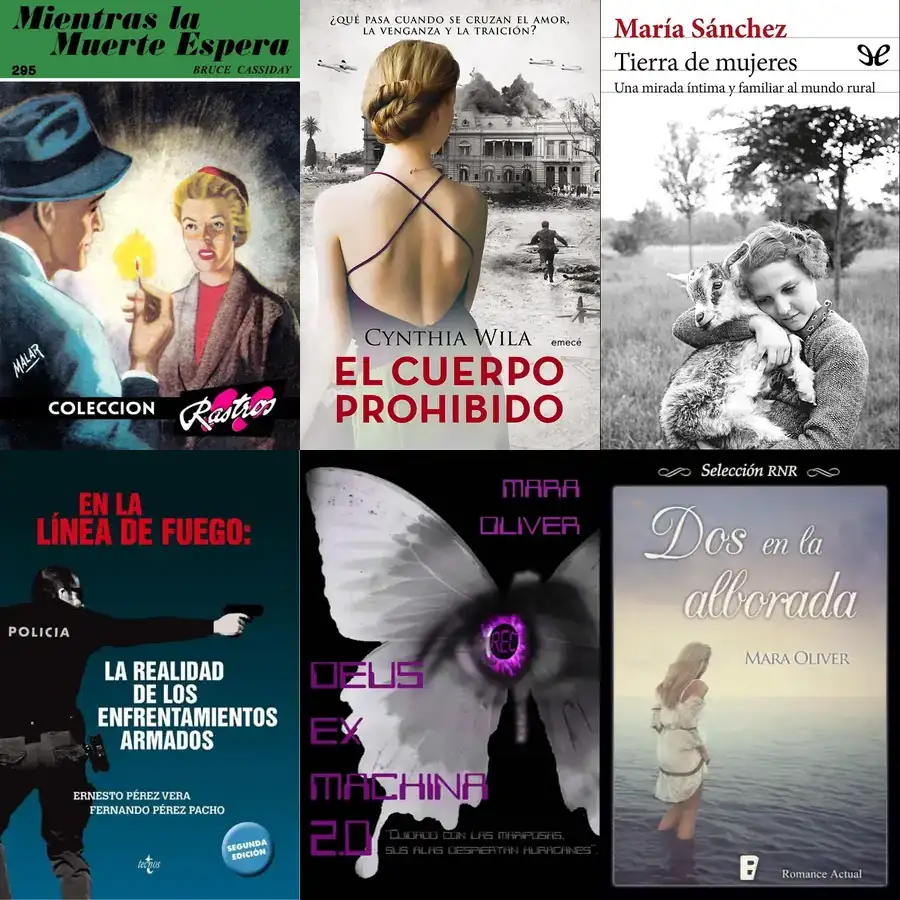 Mientras la
Muerte Espera
295
BRUCE CASSIDAY
MALAR
COLECCION
Rastros
¿QUÉ PASA CUANDO SE CRUZAN EL AMOR,
LA VENGANZA Y LA TRAICIÓN?
CYNTHIA WILA
emecé
EL CUERPO
PROHIBIDO
María Sánchez
Tierra de mujeres
Una mirada íntima y familiar al mundo rural
EN LA
LÍNEA DE FUEGO:
POLICIA
LA REALIDAD
DE LOS
ENFRENTAMIENTOS
ARMADOS
ERNESTO PÉREZ VERA
FERNANDO PÉREZ PACHO
SEGUNDA
EDICIÓN
tecnos
MARA
OLIVER
REC
DEUS
EX
MACHINA
2.0
"CUIDADO CON LAS MARIPOSAS,
SUS ALAS DESPIERTAN HURACANES".
Selección RNR
Dos en la
alborada
MARA OLIVER
B
Romance Actual